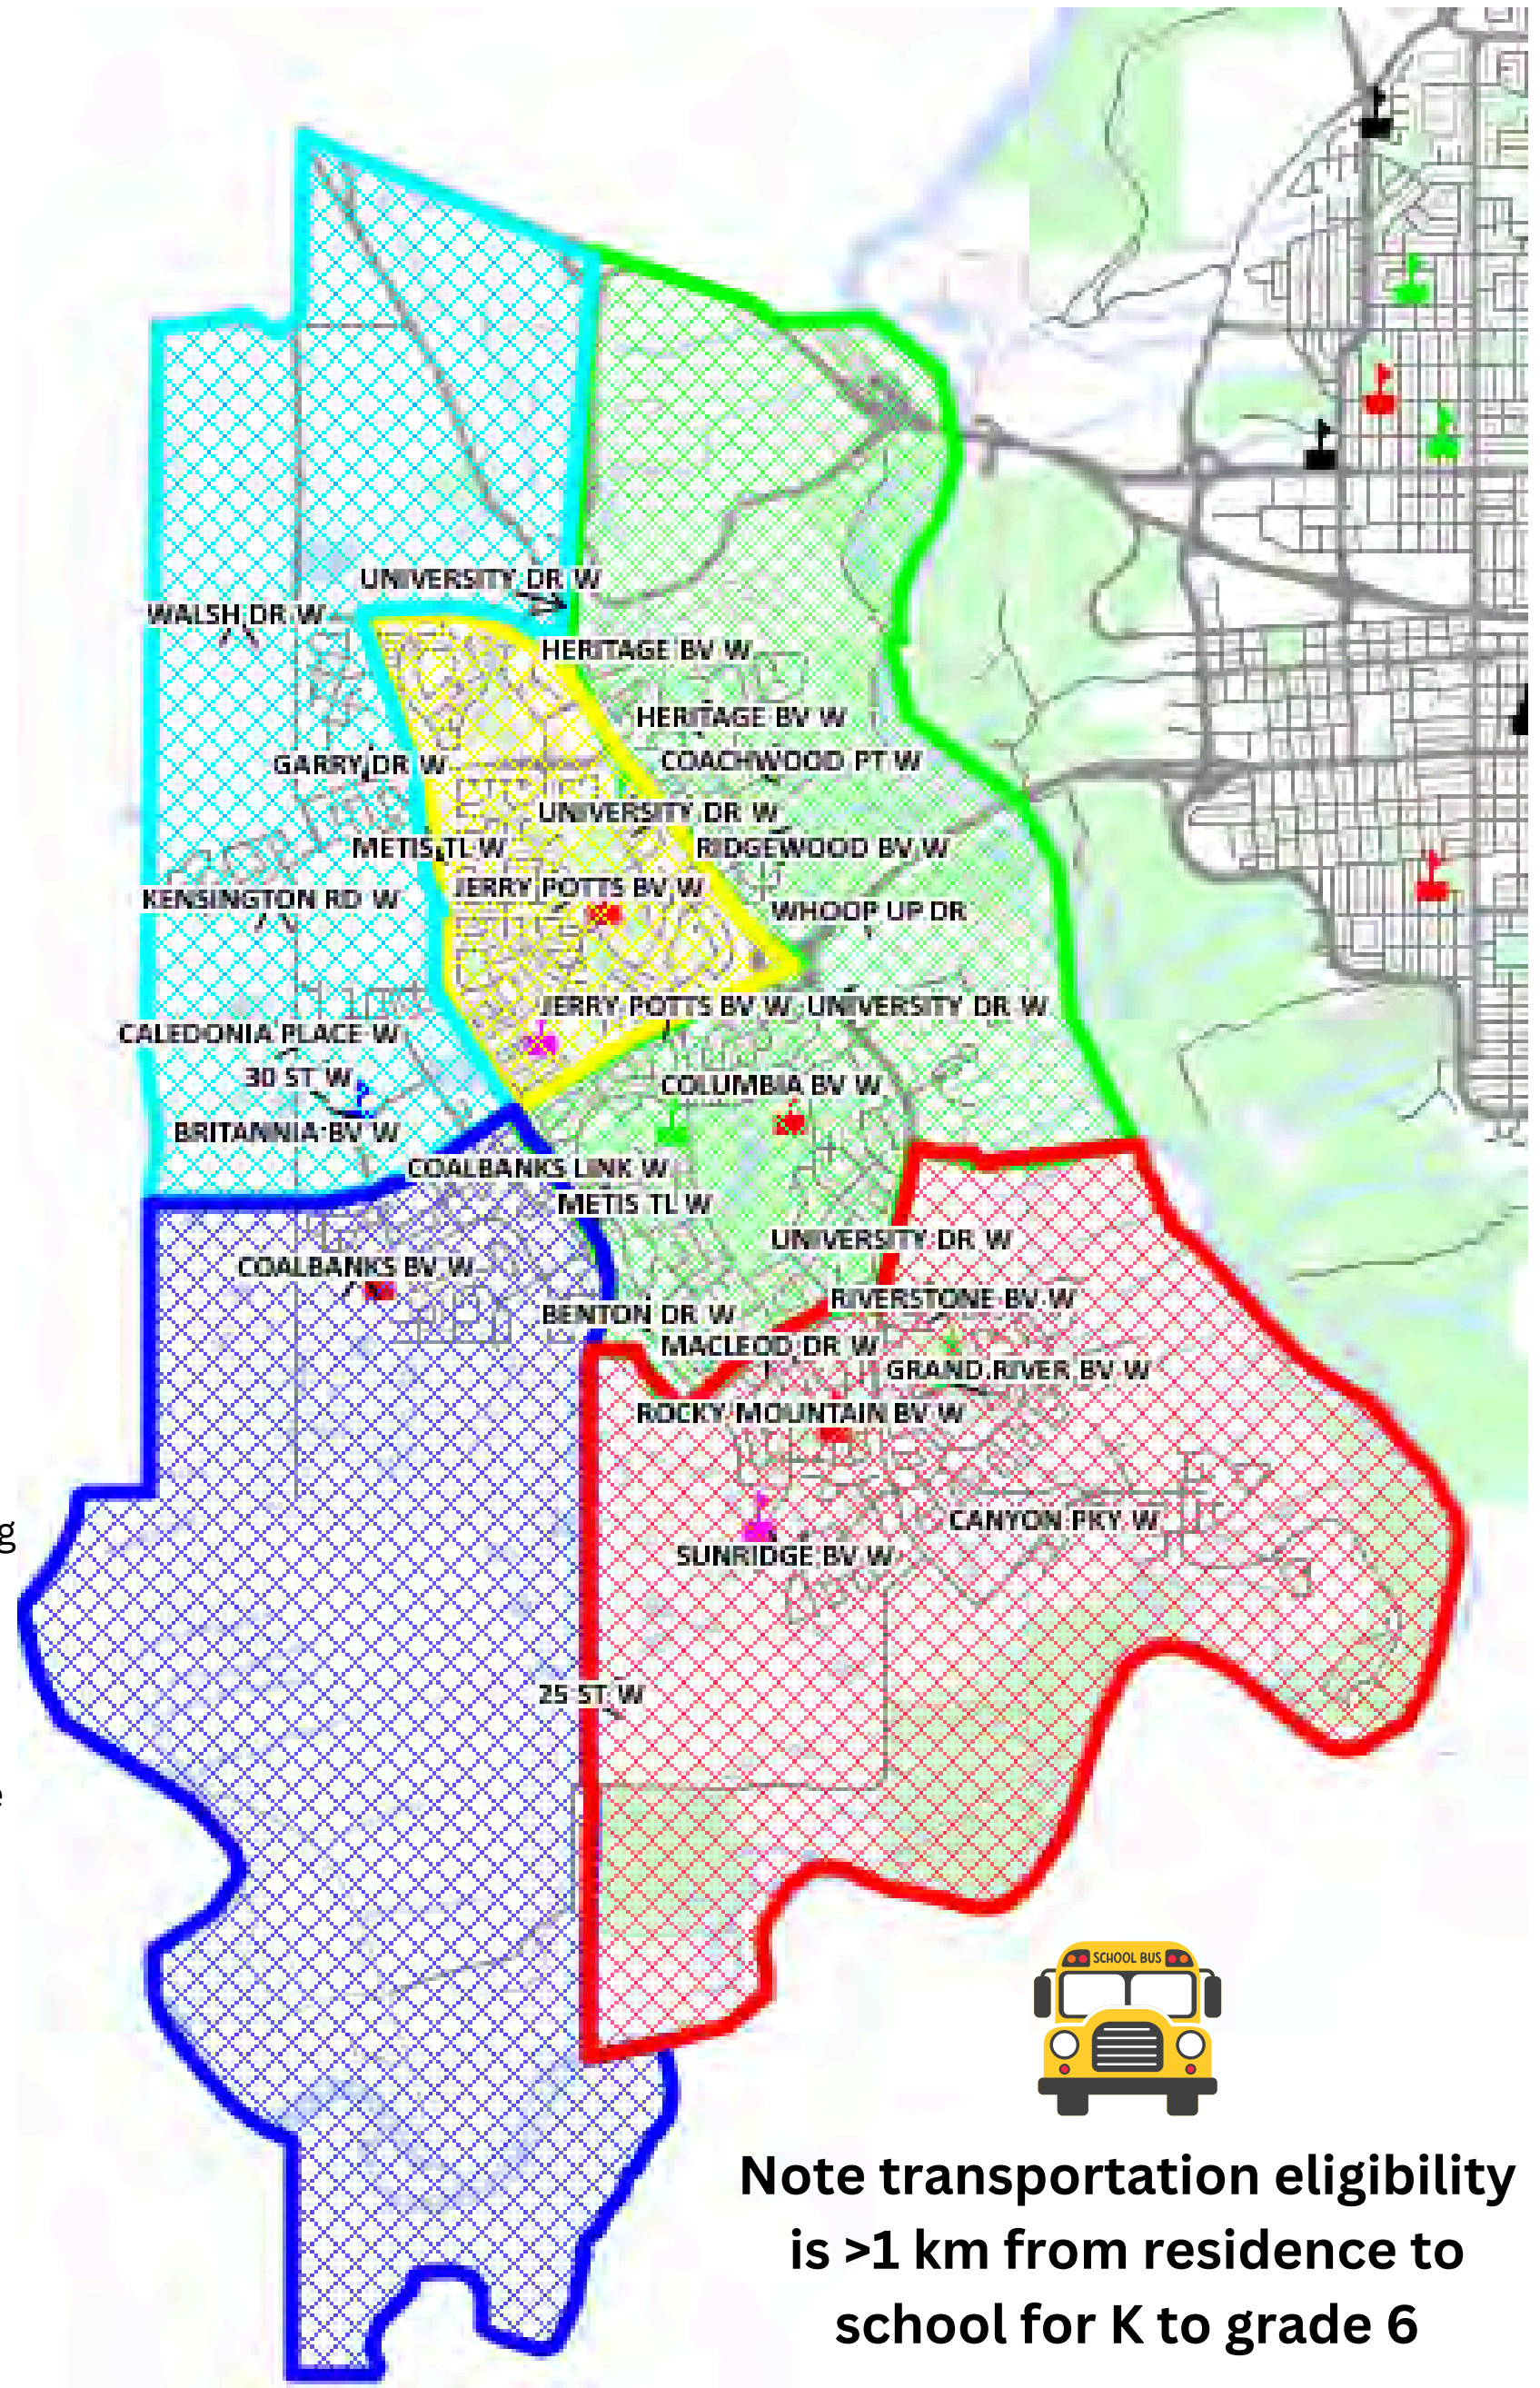 UNIVERSITY DR W
WALSH DR W
HERITAGE BV W
HERITAGE BV W
COACHWOOD PT W
GARRY DR W
UNIVERSITY DR W
METIS TL W
RIDGEWOOD BV W
JERRY POTTS BV W
KENSINGTON RD W
WHOOP UP DR
JERRY POTTS BV W
UNIVERSITY DR W
CALEDONIA PLACE W
30 ST W
COLUMBIA BV W
BRITANNIA BV W
COALBANKS LINK W
METIS TL W
UNIVERSITY DR W
COALBANKS BV W
RIVERSTONE BV W
BENTON DR W
MACLEOD DR W
GRAND RIVER BV W
ROCKY MOUNTAIN BV W
CANYON PKY W
g
SUNRIDGE BV W
25 ST W
SCHOOL BUS
Note transportation eligibility
is >1 km from residence to
school for K to grade 6